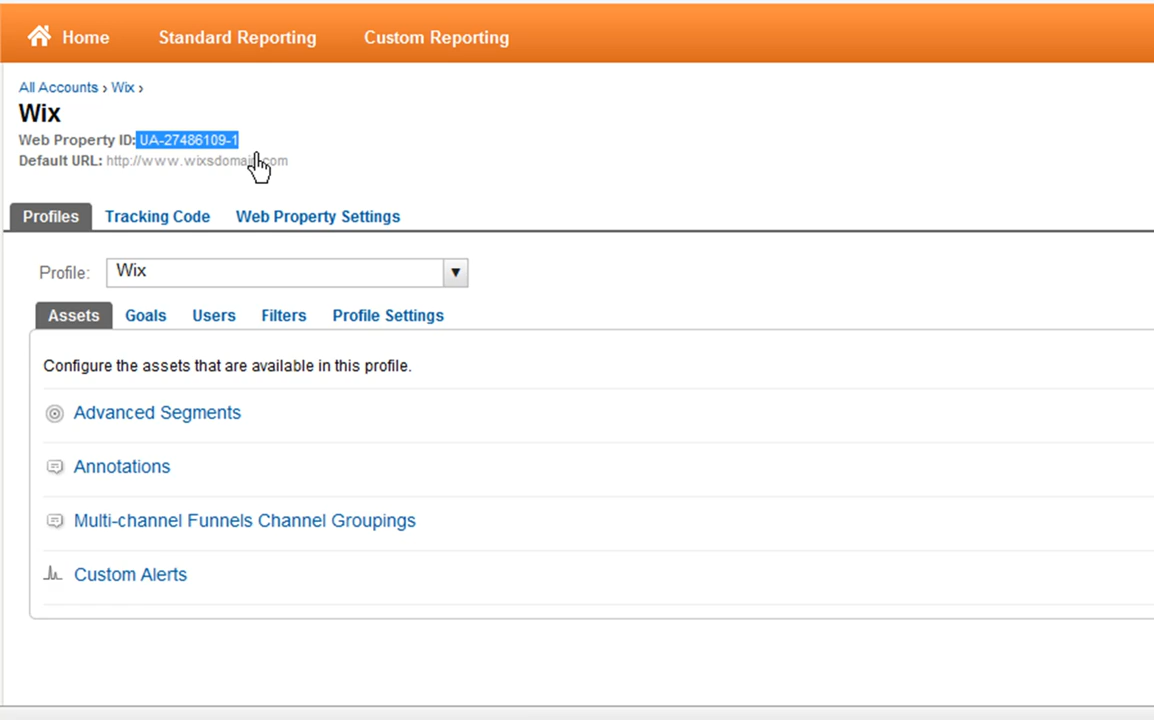 Home Standard Reporting Custom Reporting
All Accounts › Wix ›
Wix
Web Property ID: UA-27486109-1
Default URL: http://www.wixsdomain.com
Profiles Tracking Code Web Property Settings
Profile: Wix
Assets Goals Users Filters Profile Settings
Configure the assets that are available in this profile.
Advanced Segments
Annotations
Multi-channel Funnels Channel Groupings
Custom Alerts